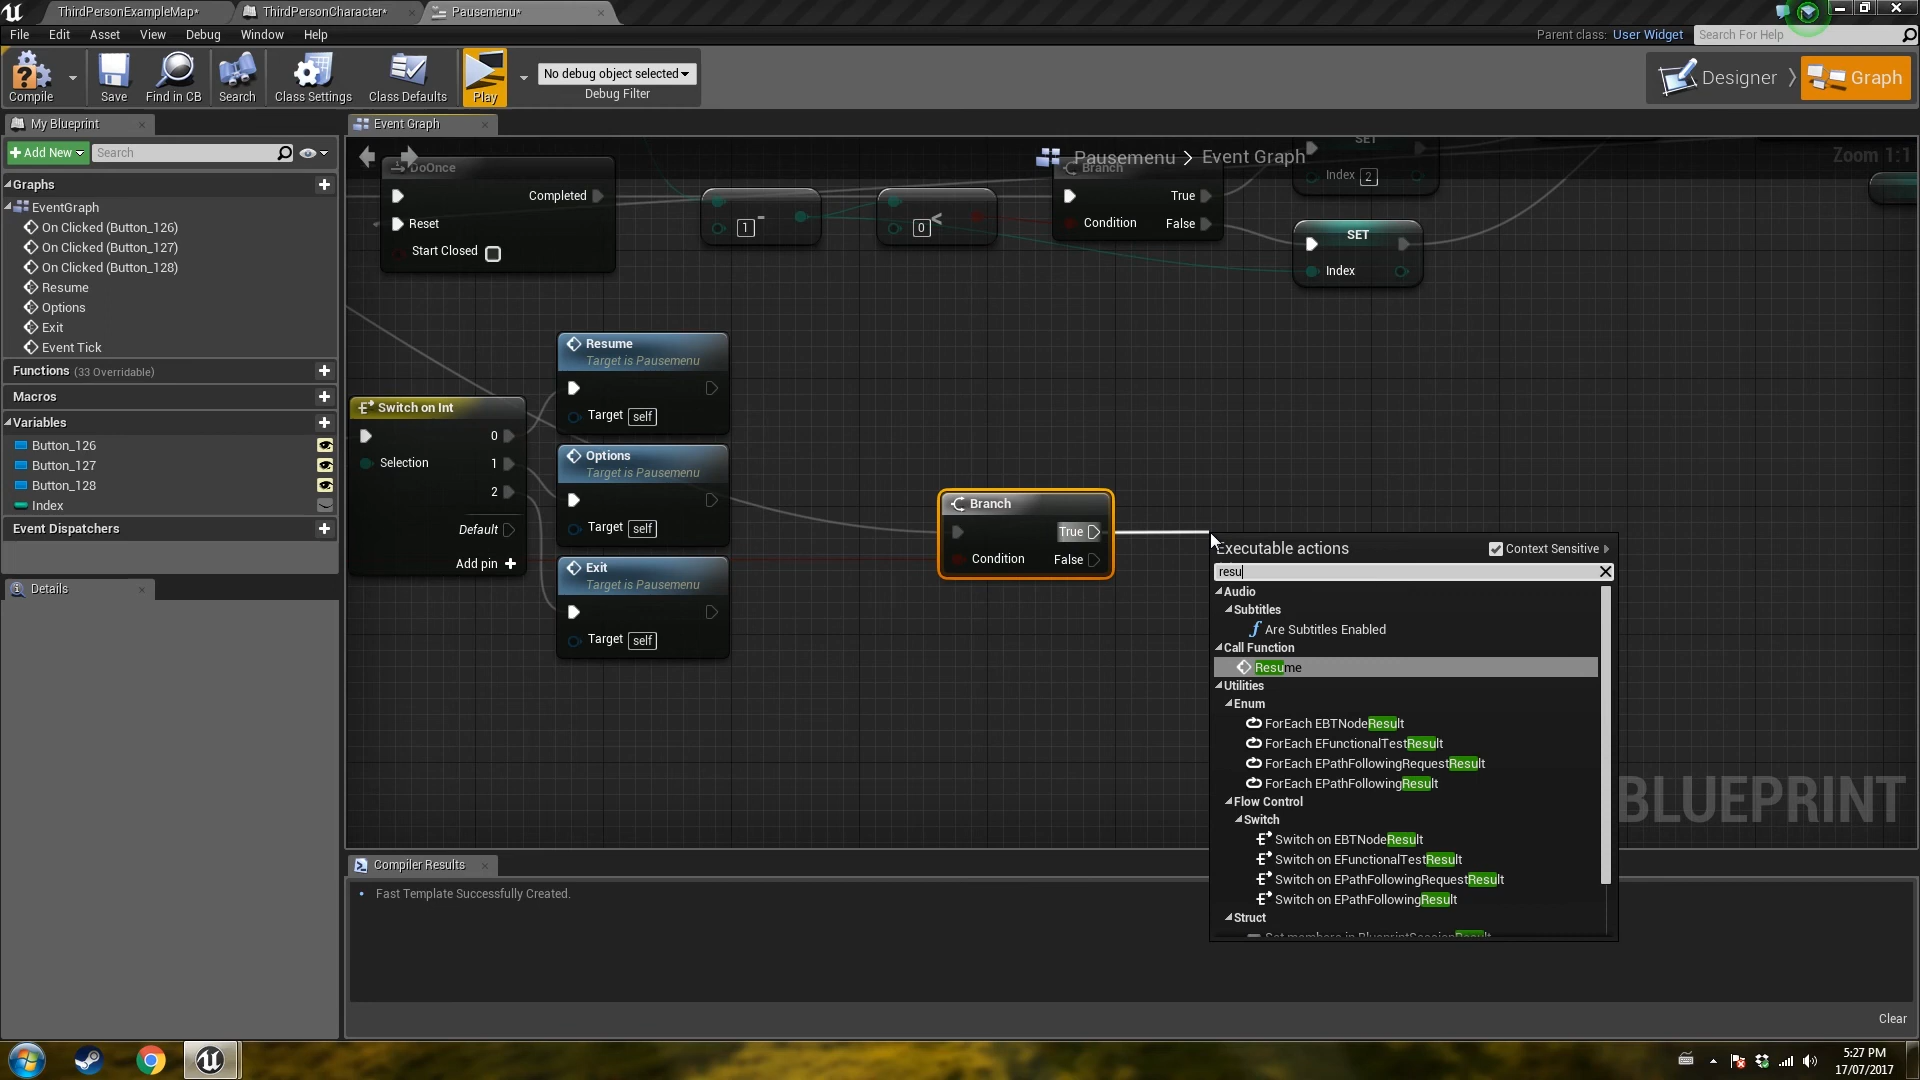 ThirdPersonExampleMap*
ThirdPersonCharacter*
Pausemenu*
File Edit Asset View Debug Window Help
Parent class: User Widget
Search For Help
Compile
Save
Find in CB
Search
Class Settings
Class Defaults
Play
No debug object selected
Debug Filter
Designer
Graph
My Blueprint
Add New
Search
Graphs
EventGraph
On Clicked (Button_126)
On Clicked (Button_127)
On Clicked (Button_128)
Resume
Options
Exit
Event Tick
Functions (33 Overridable)
Macros
Variables
Button_126
Button_127
Button_128
Index
Event Dispatchers
Details
Event Graph
Pausemenu > Event Graph
Zoom 1:1
DoOnce
Completed
Reset
Start Closed
1 -
0 <
Branch
True
Condition False
SET
Index 2
SET
Index
Switch on Int
0
Selection 1
2
Default
Add pin
Resume
Target is Pausemenu
Target self
Options
Target is Pausemenu
Target self
Exit
Target is Pausemenu
Target self
Branch
True
Condition False
Executable actions
Context Sensitive
resu
Audio
Subtitles
f Are Subtitles Enabled
Call Function
Resume
Utilities
Enum
ForEach EBTNodeResult
ForEach EFunctionalTestResult
ForEach EPathFollowingRequestResult
ForEach EPathFollowingResult
Flow Control
Switch
Switch on EBTNodeResult
Switch on EFunctionalTestResult
Switch on EPathFollowingRequestResult
Switch on EPathFollowingResult
Struct
Set members in BlueprintSessionResult
BLUEPRINT
Compiler Results
Fast Template Successfully Created.
Clear
5:27 PM
17/07/2017